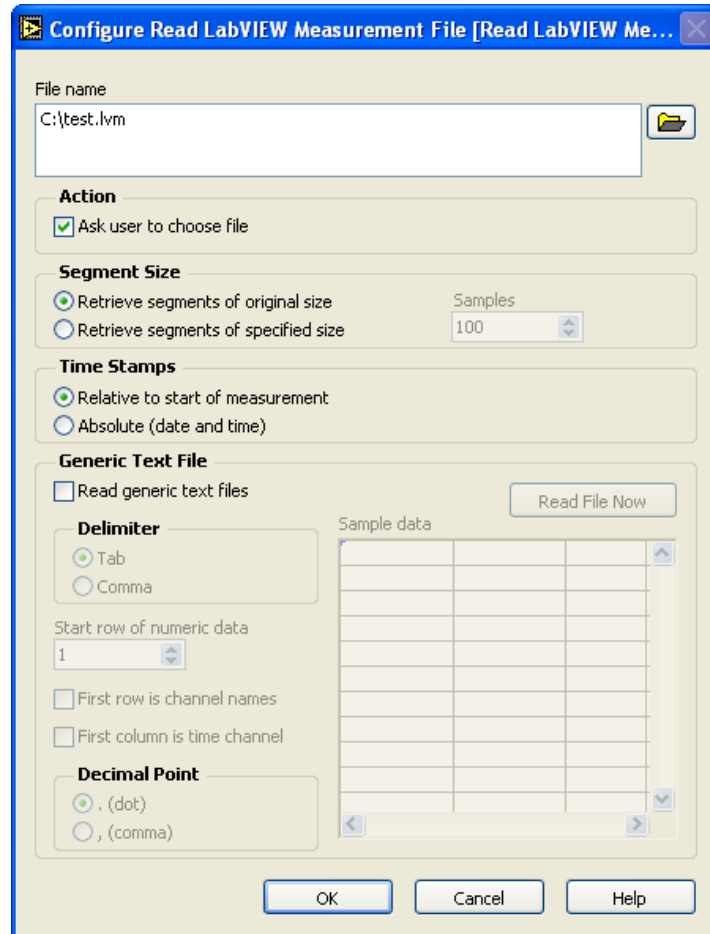 Configure Read LabVIEW Measurement File [Read LabVIEW Me...
File name
C:\test.lvm
Action
Ask user to choose file
Segment Size
Retrieve segments of original size
Samples
Retrieve segments of specified size
100
Time Stamps
Relative to start of measurement
Absolute (date and time)
Generic Text File
Read generic text files
Read File Now
Delimiter
Sample data
Tab
Comma
Start row of numeric data
1
First row is channel names
First column is time channel
Decimal Point
. (dot)
, (comma)
OK
Cancel
Help